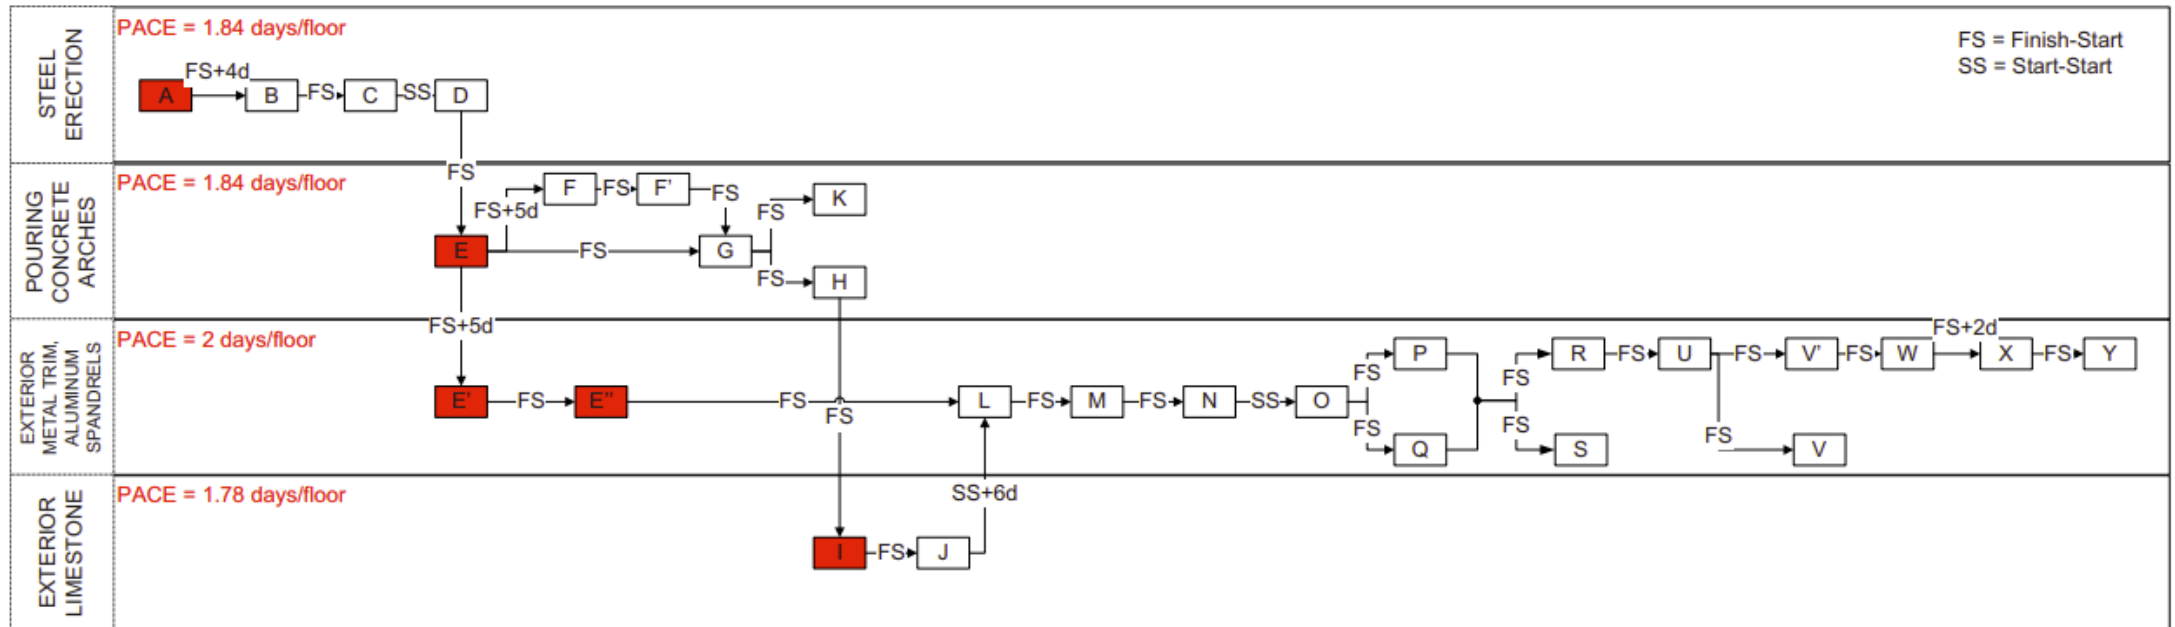 STEEL
ERECTION
PACE = 1.84 days/floor
FS = Finish-Start
SS = Start-Start
A
FS+4d
B
FS
C
SS
D
FS
POURING
CONCRETE
ARCHES
PACE = 1.84 days/floor
F
FS
F'
FS
K
FS+5d
FS
E
FS
G
FS
H
FS+5d
EXTERIOR
METAL TRIM,
ALUMINUM
SPANDRELS
PACE = 2 days/floor
E'
FS
E"
FS
FS
L
FS
M
FS
N
SS
O
FS
P
FS
Q
FS
R
FS
U
FS
V'
FS
W
FS+2d
X
FS
Y
FS
S
FS
V
EXTERIOR
LIMESTONE
PACE = 1.78 days/floor
SS+6d
I
FS
J